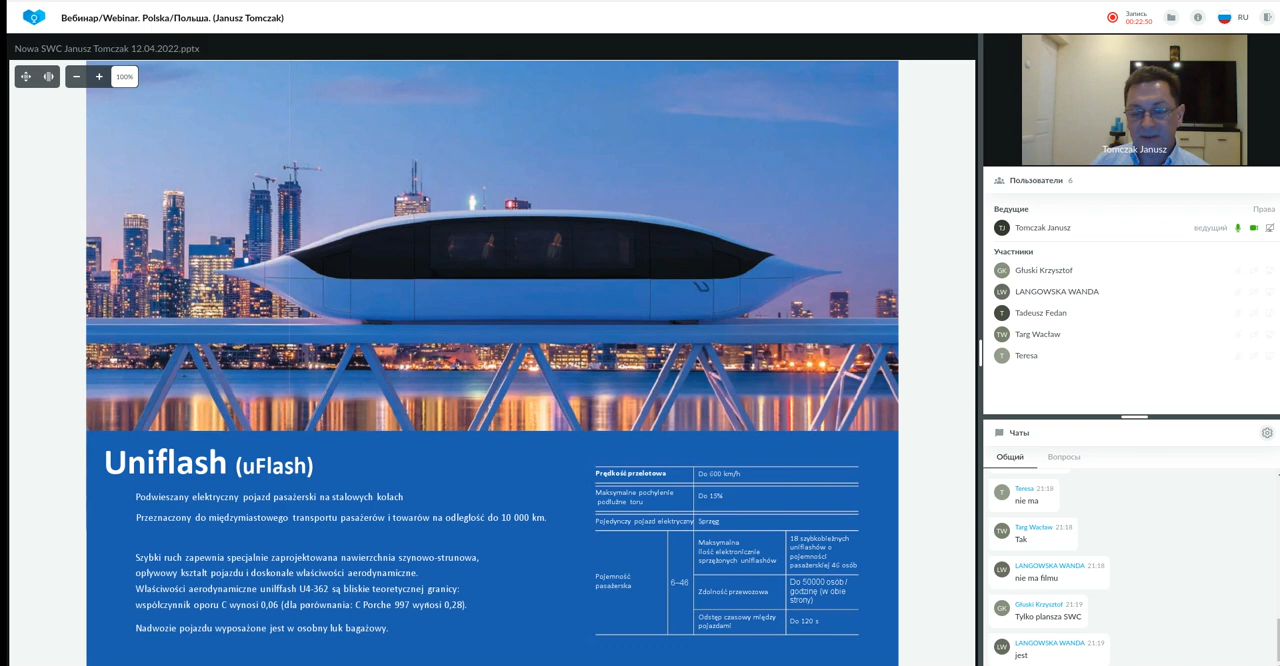 Вебинар/Webinar. Polska/Польша. (Janusz Tomczak)
Запись
00:22:50
RU
Nowa SWC Janusz Tomczak 12.04.2022.pptx
100%
Tomczak Janusz
Пользователи 6
Ведущие
Права
TJ
Tomczak Janusz
ведущий
Участники
GK
Głuski Krzysztof
LW
LANGOWSKA WANDA
T
Tadeusz Fedan
TW
Targ Wacław
T
Teresa
Uniflash (uFlash)
Podwieszany elektryczny pojazd pasażerski na stalowych kołach
Przeznaczony do międzymiastowego transportu pasażerów i towarów na odległość do 10 000 km.
Szybki ruch zapewnia specjalnie zaprojektowana nawierzchnia szynowo-strunowa,
opływowy kształt pojazdu i doskonałe właściwości aerodynamiczne.
Właściwości aerodynamiczne unilffash U4-362 są bliskie teoretycznej granicy:
współczynnik oporu C wynosi 0,06 (dla porównania: C Porche 997 wynosi 0,28).
Nadwozie pojazdu wyposażone jest w osobny luk bagażowy.
Prędkość przelotowa
Do 600 km/h
Maksymalne pochylenie
podłużne toru
Do 15%
Pojedynczy pojazd elektryczny
Sprzęg
Pojemność
pasażerska
6–46
Maksymalna
ilość elektronicznie
sprzężonych uniflashów
18 szybkobieżnych
uniflashów o
pojemności
pasażerskiej 46 osób
Zdolność przewozowa
Do 50000 osób /
godzinę (w obie
strony)
Odstęp czasowy między
pojazdami
Do 120 s
Чаты
Общий
Вопросы
T
Teresa 21:18
nie ma
TW
Targ Wacław 21:18
Tak
LW
LANGOWSKA WANDA 21:18
nie ma filmu
GK
Głuski Krzysztof 21:19
Tylko plansza SWC
LW
LANGOWSKA WANDA 21:19
jest